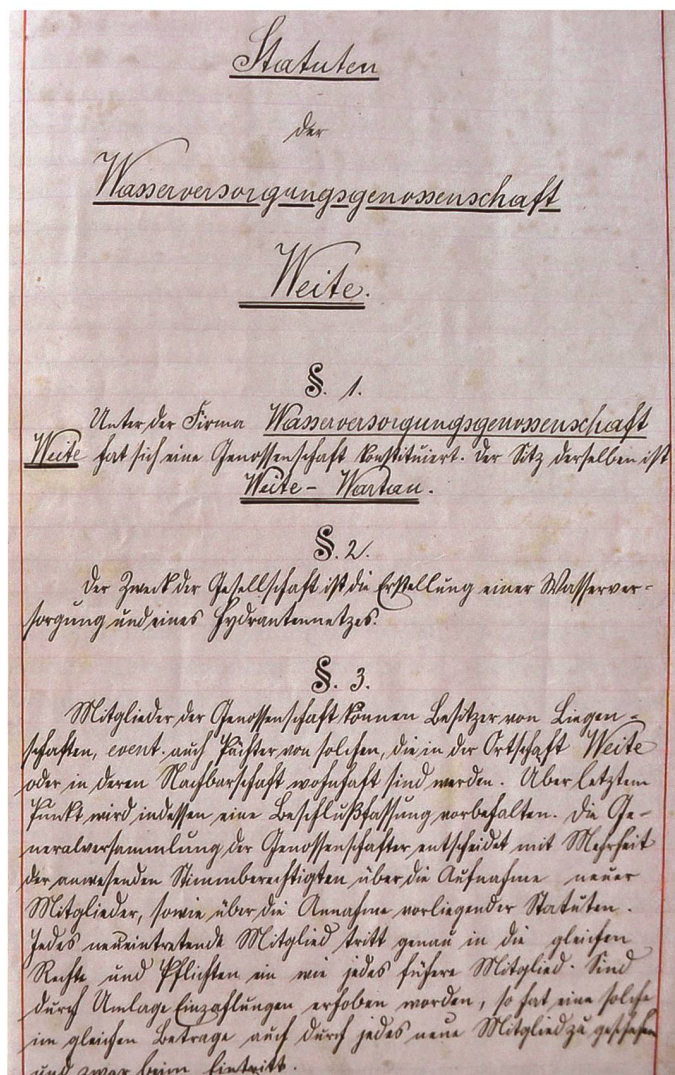 Statuten
der
Wasserversorgungsgenossenschaft
Weite.
§. 1.
Unter der Firma Wasserversorgungsgenossenschaft
Weite hat sich eine Genossenschaft konstituiert. Der Sitz derselben ist
Weite - Wartau.
§. 2.
Der Zweck der Gesellschaft ist die Erstellung einer Wasserver-
sorgung und eines Hydrantennetzes.
§. 3.
Mitglieder der Genossenschaft können Besitzer von Liegen-
schaften, event. auch Pächter von solchen, die in der Ortschaft Weite
oder in deren Nachbarschaft wohnhaft sind werden. Über letztern
Punkt wird indessen eine Beschlußfassung vorbehalten. Die Ge-
neralversammlung der Genossenschafter entscheidet mit Mehrheit
der anwesenden Stimmberechtigten über die Aufnahme neuer
Mitglieder, sowie über die Annahme vorliegender Statuten.
Jedes neueintretende Mitglied tritt genau in die gleichen
Rechte und Pflichten ein wie jedes frühere Mitglied. Sind
durch Umlage Einzahlungen erhoben worden, so hat eine solche
im gleichen Betrage auch durch jedes neue Mitglied zu geschehen
und zwar beim Eintritt.